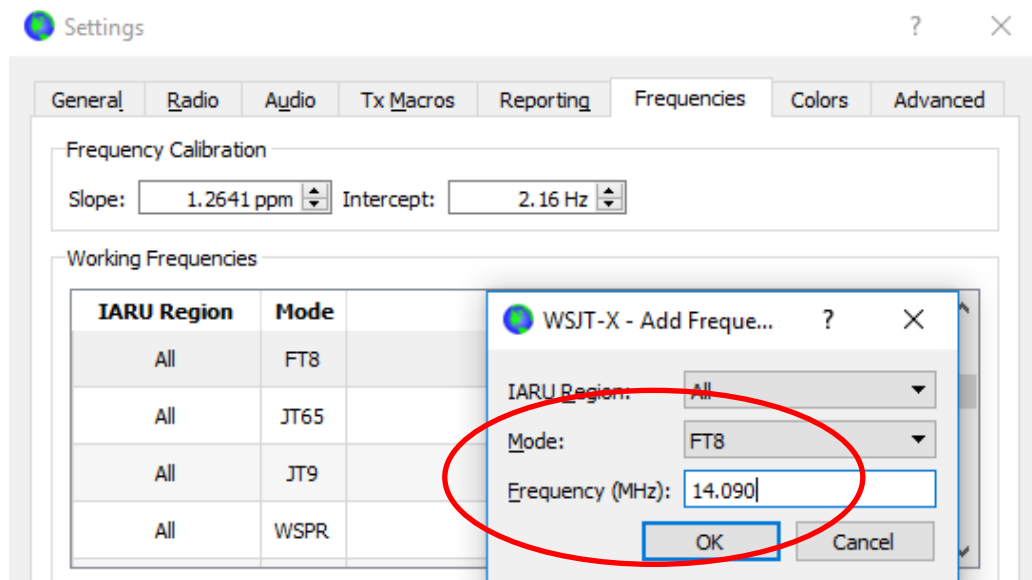 Settings
General Radio Audio Tx Macros Reporting Frequencies Colors Advanced
Frequency Calibration
Slope: 1.2641 ppm Intercept: 2.16 Hz
Working Frequencies
IARU Region Mode
All FT8
All JT65
All JT9
All WSPR
WSJT-X - Add Freque... ?
IARU Region: All
Mode: FT8
Frequency (MHz): 14.090
OK Cancel